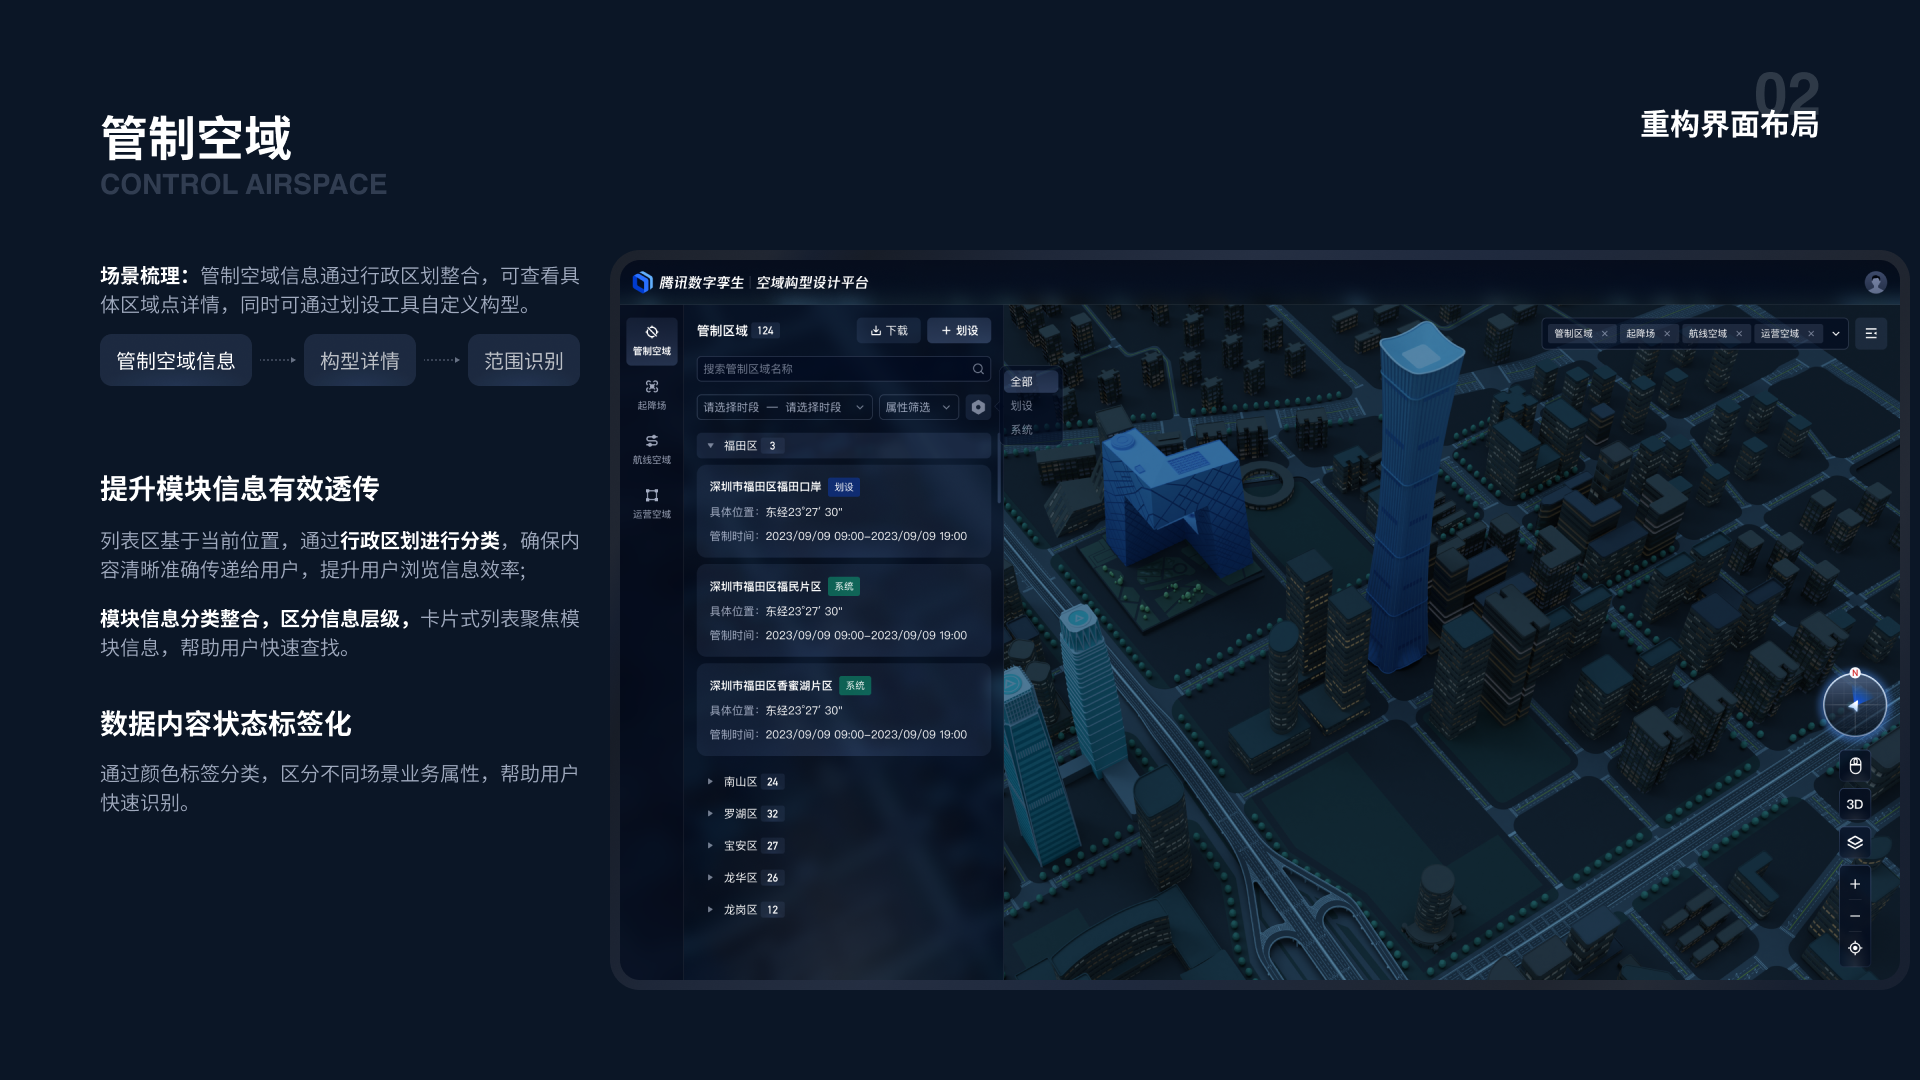 管制空域
CONTROL AIRSPACE
02
重构界面布局
场景梳理：管制空域信息通过行政区划整合，可查看具
体区域点详情，同时可通过划设工具自定义构型。
管制空域信息
构型详情
范围识别
提升模块信息有效透传
列表区基于当前位置，通过行政区划进行分类，确保内
容清晰准确传递给用户，提升用户浏览信息效率;
模块信息分类整合，区分信息层级，卡片式列表聚焦模
块信息，帮助用户快速查找。
数据内容状态标签化
通过颜色标签分类，区分不同场景业务属性，帮助用户
快速识别。
腾讯数字孪生 | 空域构型设计平台
管制空域
起降场
航线空域
运营空域
管制区域 124
下载
+ 划设
搜索管制区域名称
请选择时段 — 请选择时段
属性筛选
全部
划设
系统
福田区 3
深圳市福田区福田口岸 划设
具体位置：东经23°27′ 30"
管制时间：2023/09/09 09:00-2023/09/09 19:00
深圳市福田区福民片区 系统
具体位置：东经23°27′ 30"
管制时间：2023/09/09 09:00-2023/09/09 19:00
深圳市福田区香蜜湖片区 系统
具体位置：东经23°27′ 30"
管制时间：2023/09/09 09:00-2023/09/09 19:00
南山区 24
罗湖区 32
宝安区 27
龙华区 26
龙岗区 12
管制区域 × 起降场 × 航线空域 × 运营空域 ×
N
3D
+
−